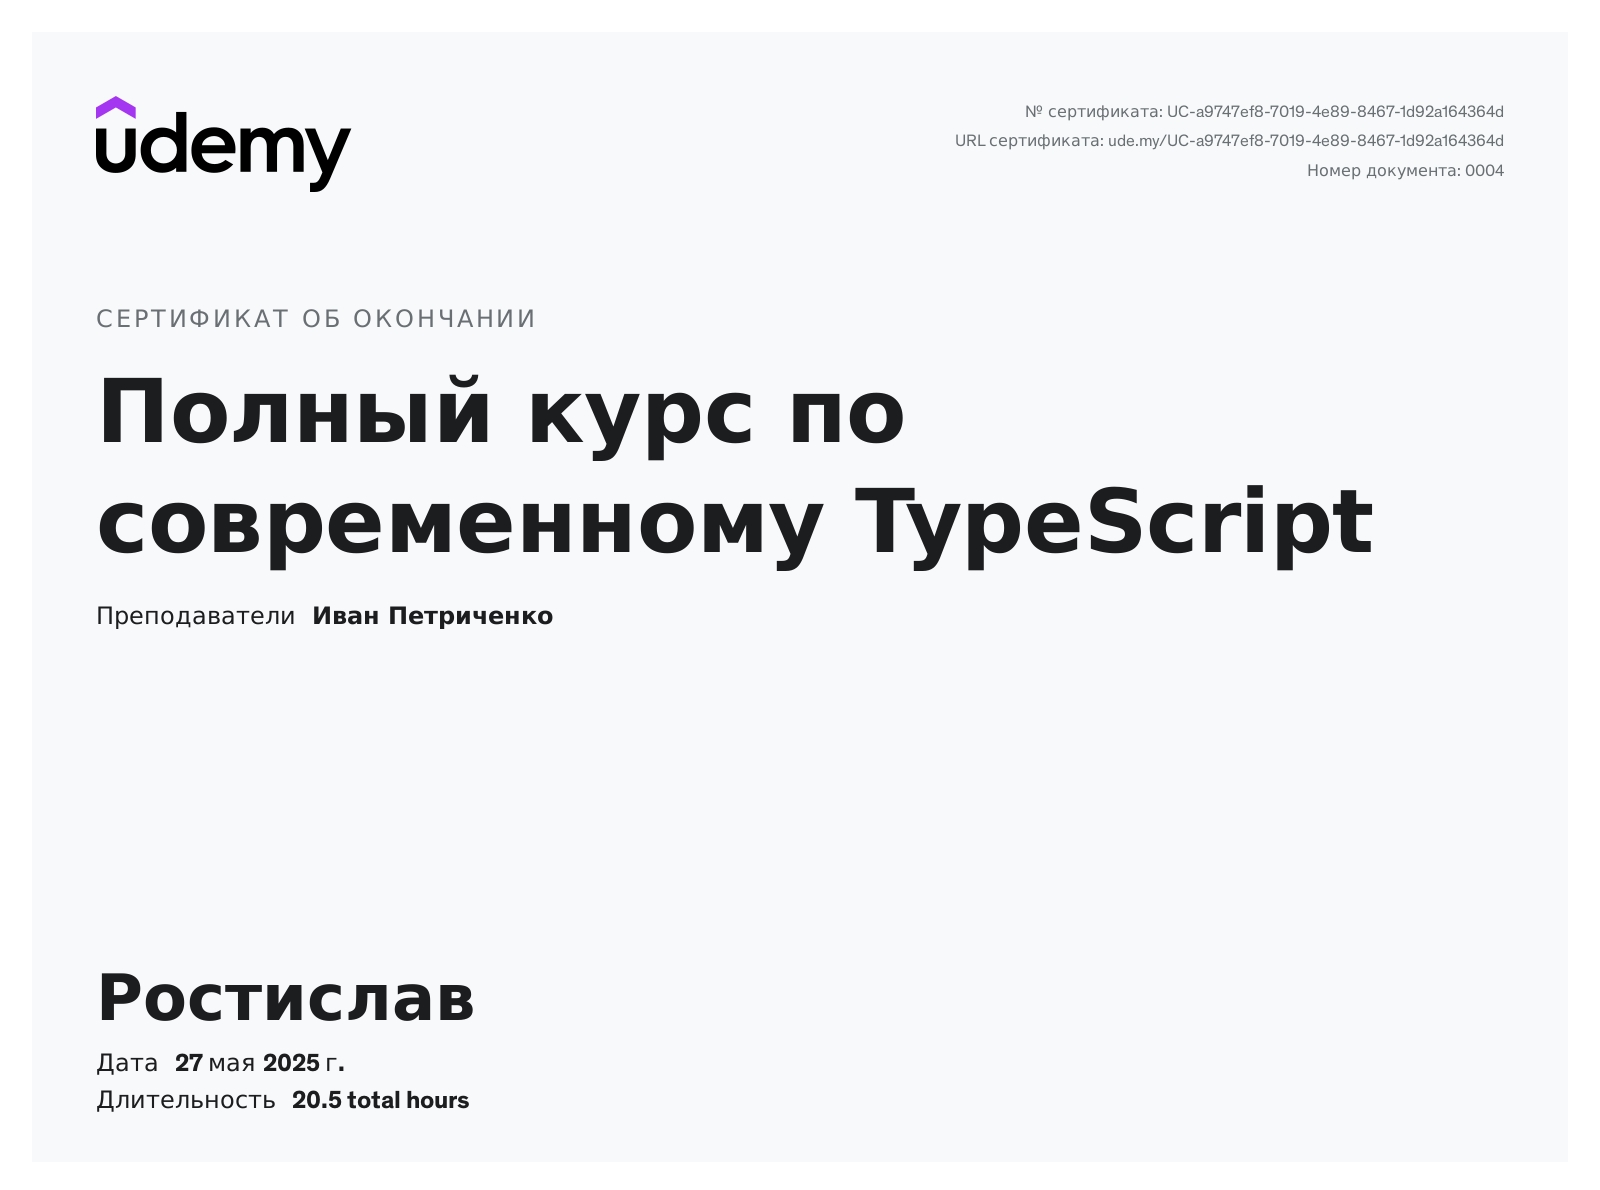 udemy
№ сертификата: UC-a9747ef8-7019-4e89-8467-1d92a164364d
URL сертификата: ude.my/UC-a9747ef8-7019-4e89-8467-1d92a164364d
Номер документа: 0004
СЕРТИФИКАТ ОБ ОКОНЧАНИИ
Полный курс по
современному TypeScript
Преподаватели Иван Петриченко
Ростислав
Дата 27 мая 2025 г.
Длительность 20.5 total hours